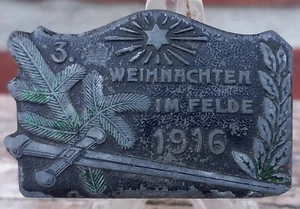 3.
WEIHNACHTEN
IM FELDE
1916